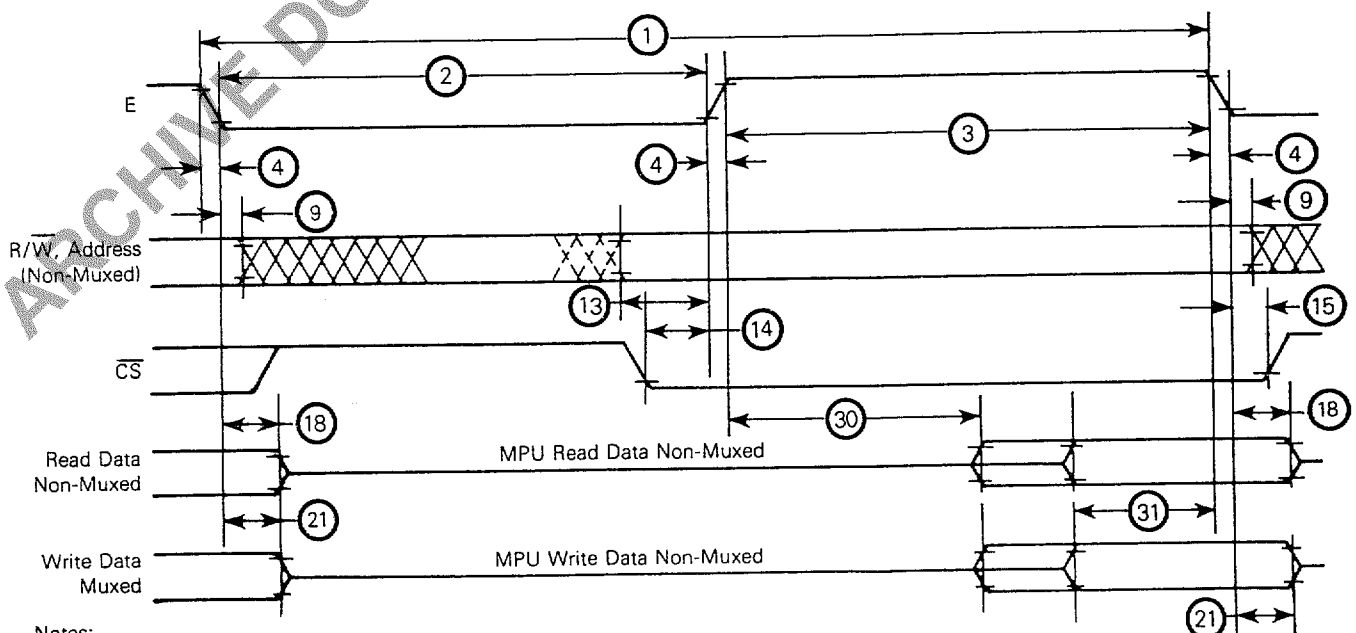 ARCHIVE DO
1
2
E
3
4
4
4
9
9
R/W̅, Address
(Non-Muxed)
13
14
15
C̅S̅
18
30
18
Read Data
Non-Muxed
MPU Read Data Non-Muxed
21
31
Write Data
Muxed
MPU Write Data Non-Muxed
21
Notes: